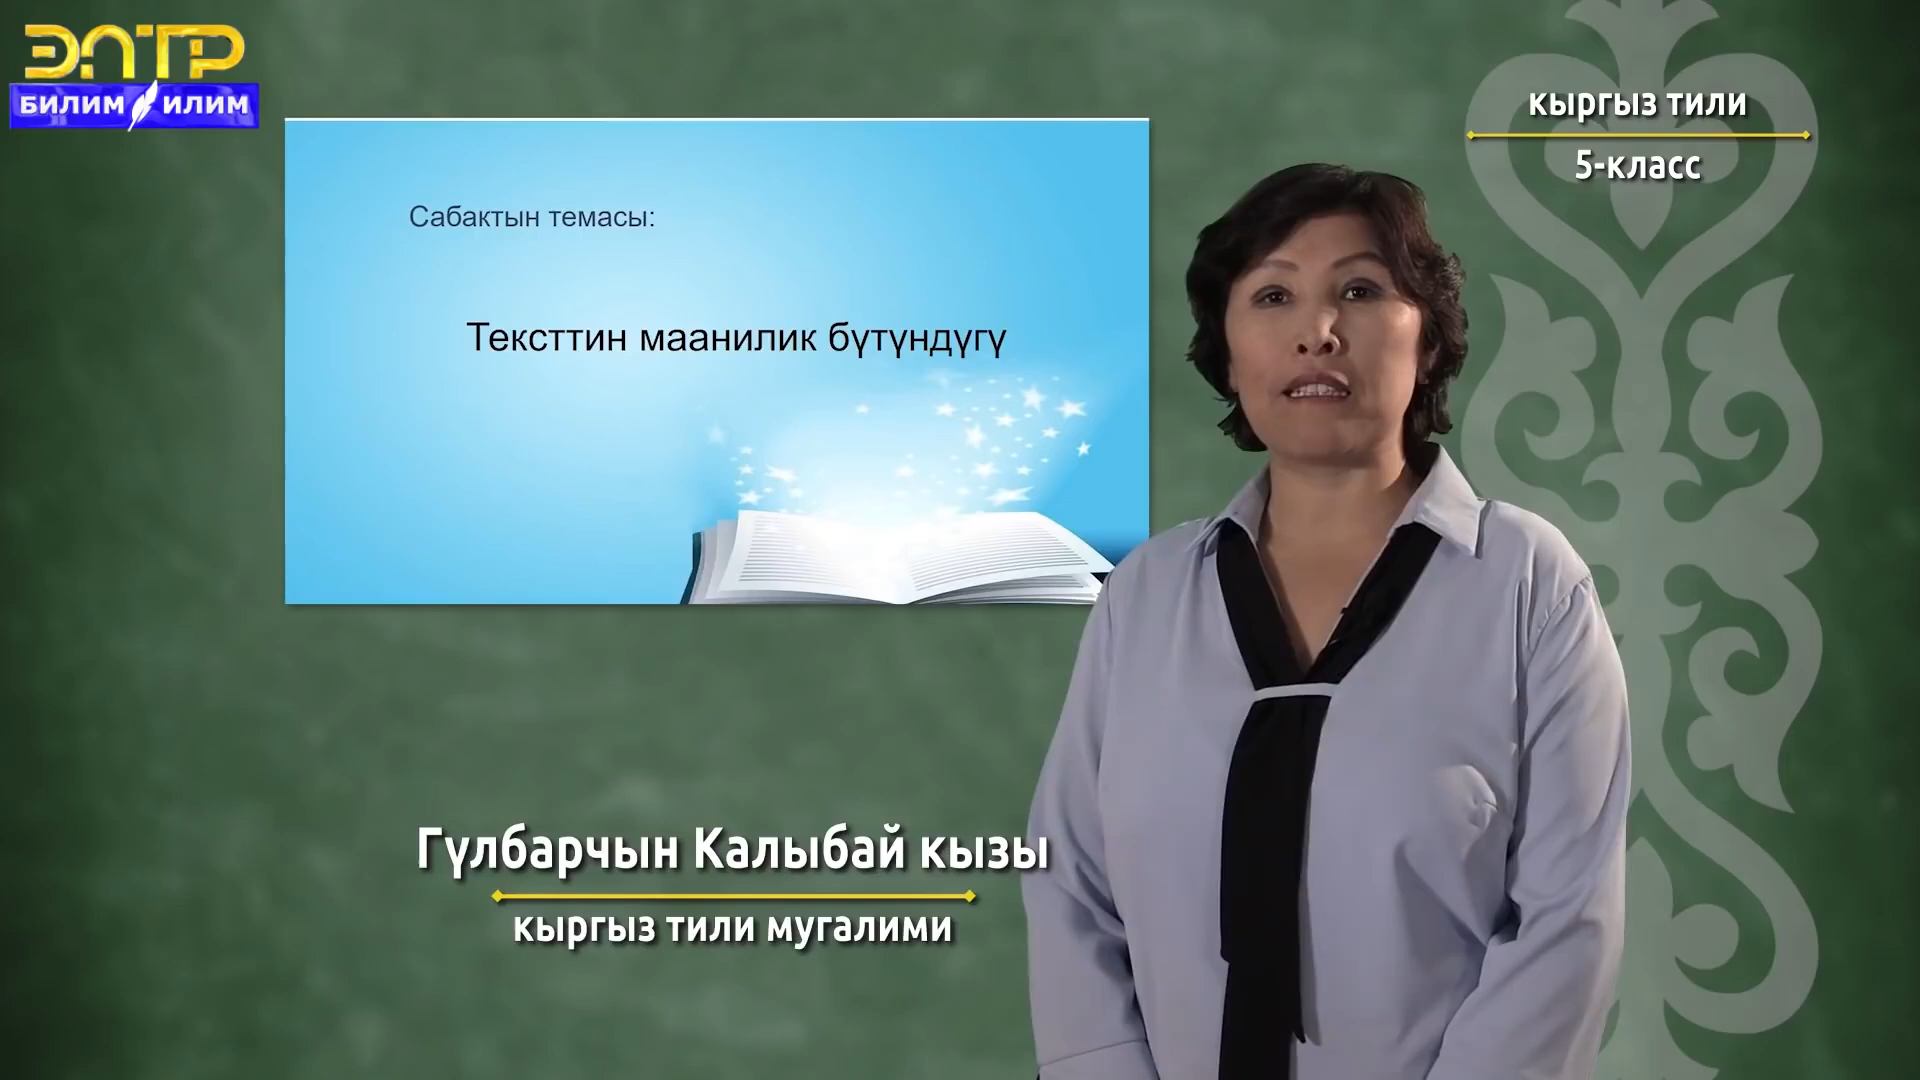 ЭЛТР
БИЛИМ ИЛИМ
кыргыз тили
5-класс
Сабактын темасы:
Тексттин маанилик бүтүндүгү
Гүлбарчын Калыбай кызы
кыргыз тили мугалими